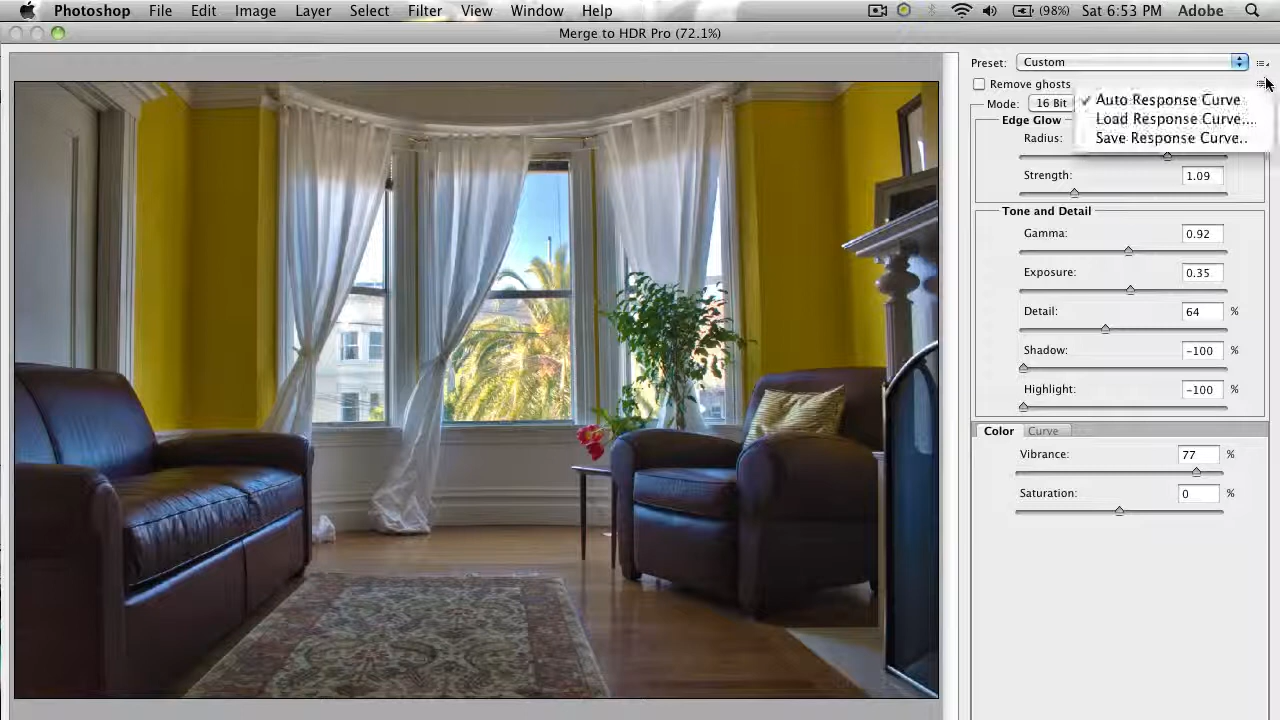 Photoshop File Edit Image Layer Select Filter View Window Help (98%) Sat 6:53 PM Adobe
Merge to HDR Pro (72.1%)
Preset: Custom
Remove ghosts
Mode: 16 Bit
Auto Response Curve
Load Response Curve...
Save Response Curve..
Edge Glow
Radius:
Strength: 1.09
Tone and Detail
Gamma: 0.92
Exposure: 0.35
Detail: 64 %
Shadow: -100 %
Highlight: -100 %
Color Curve
Vibrance: 77 %
Saturation: 0 %